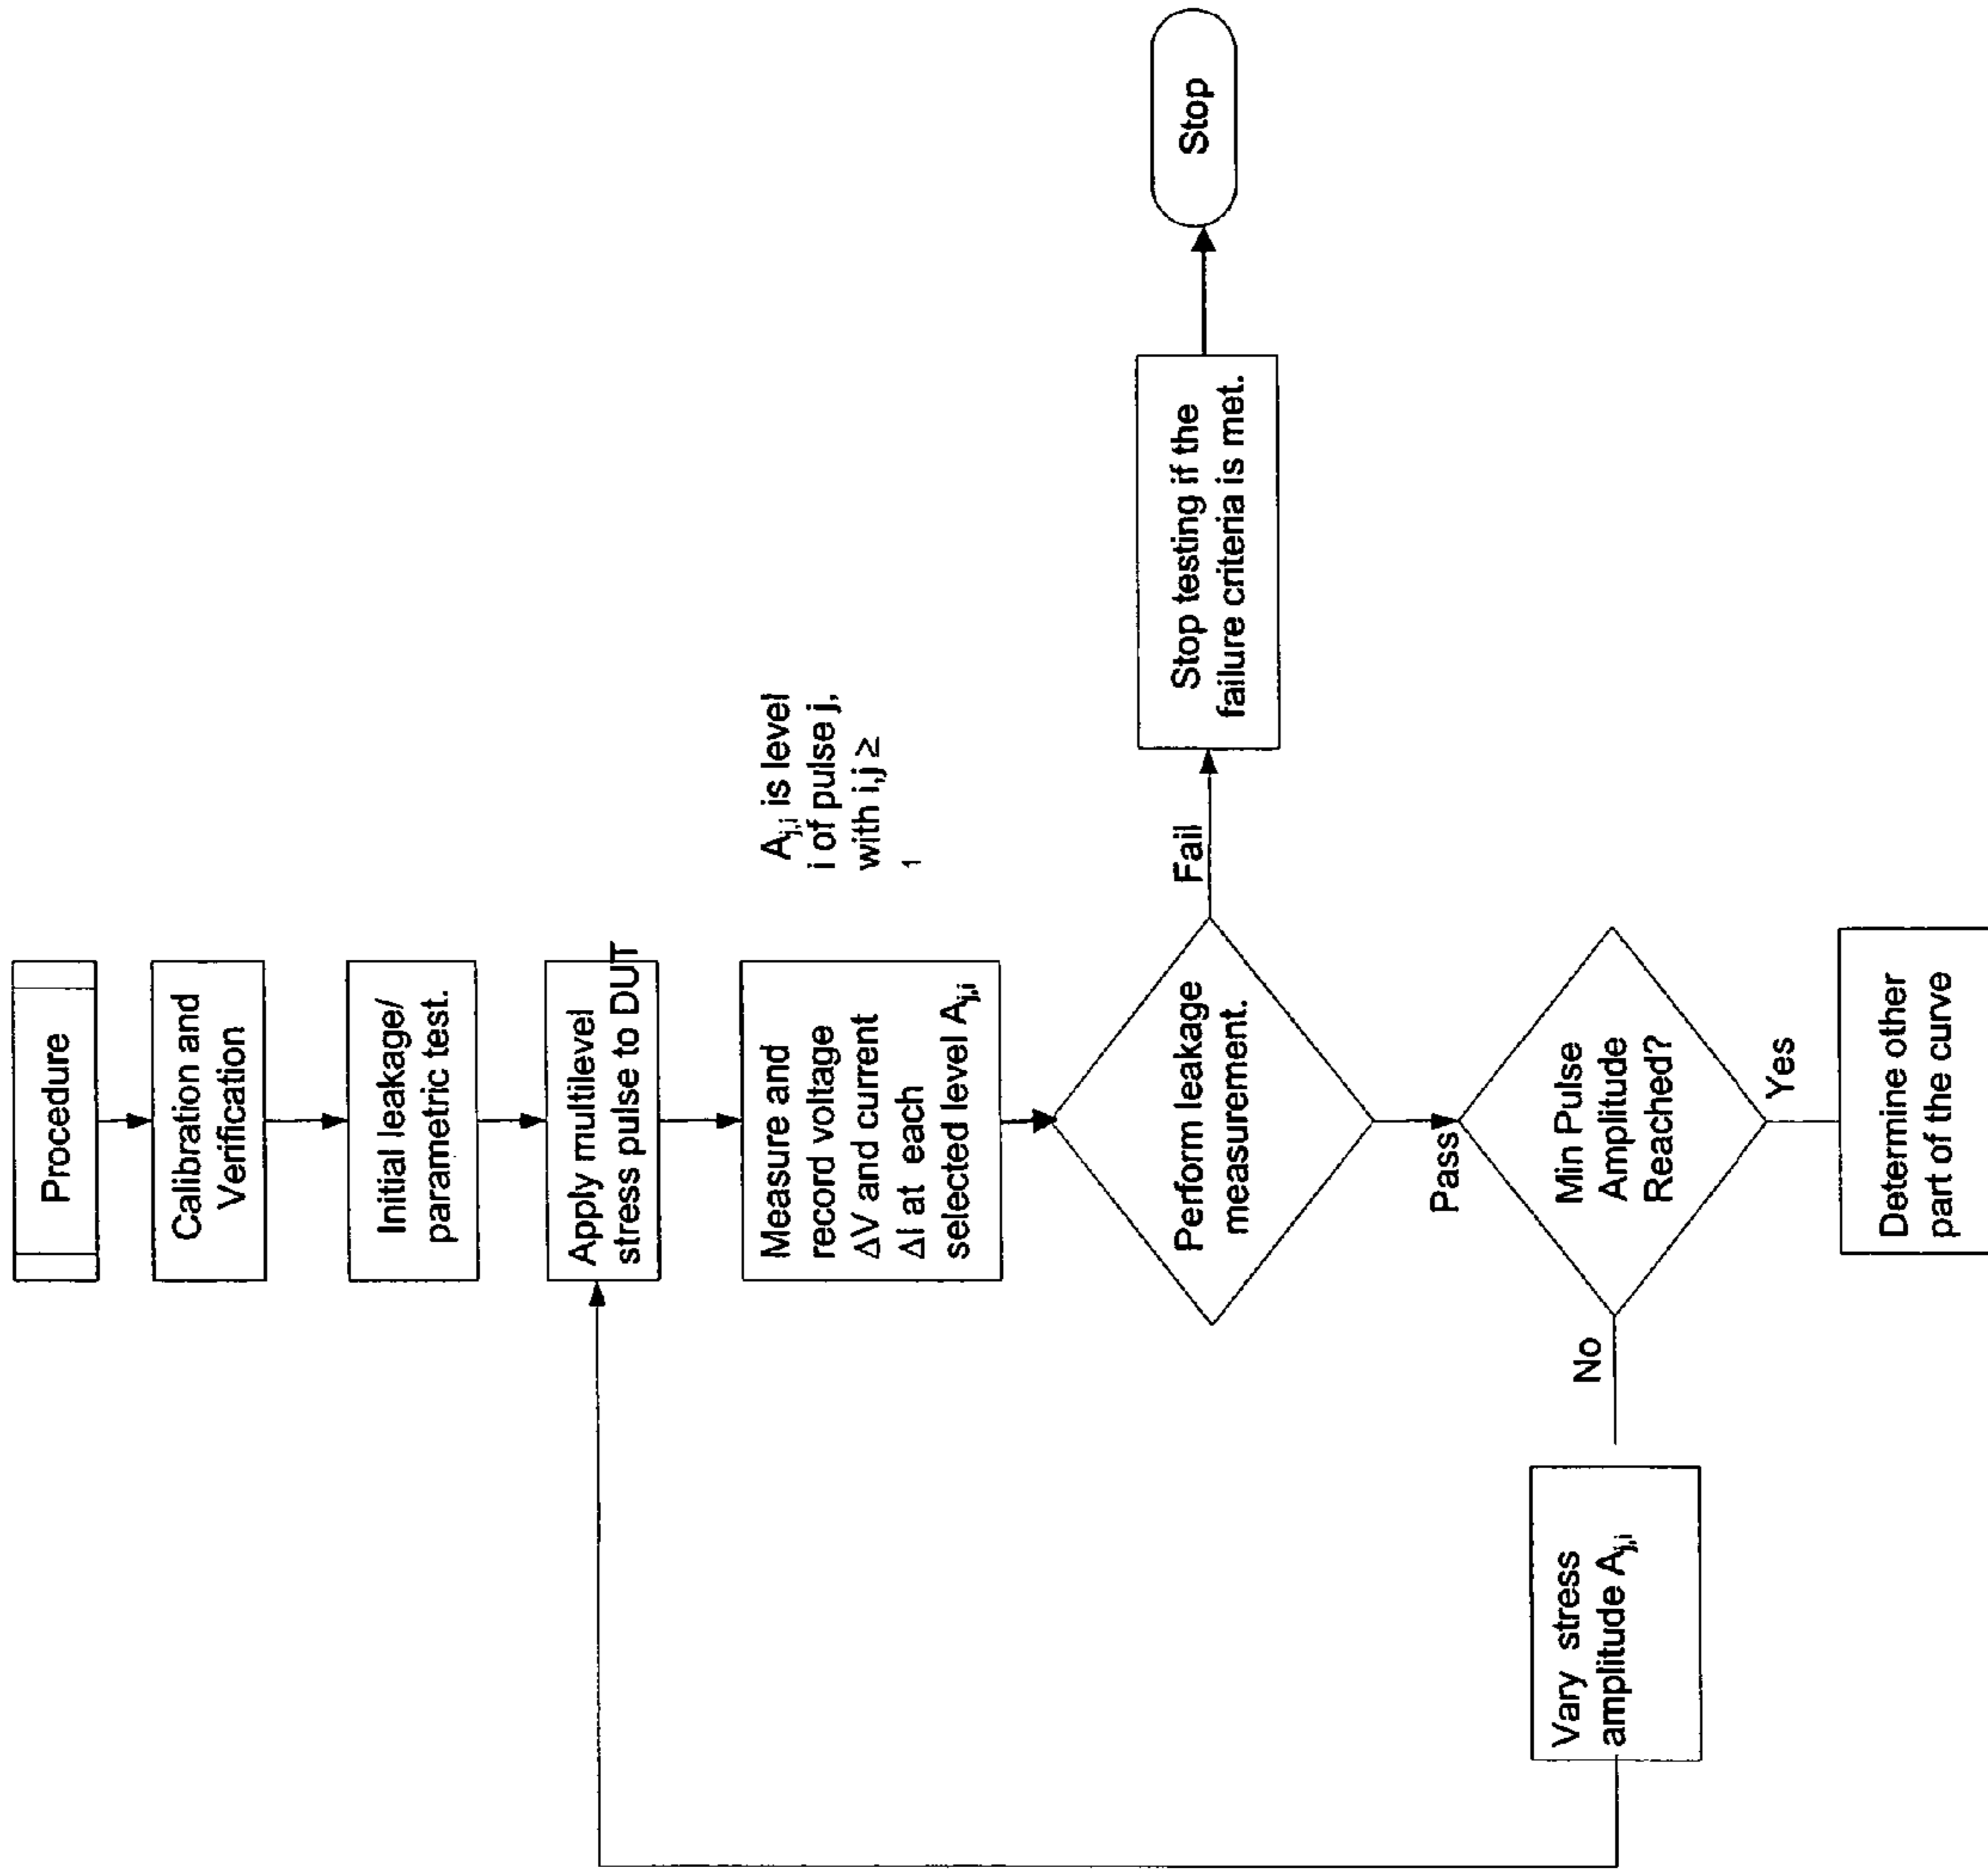 Procedure
Calibration and
Verification
Initial leakage/
parametric test.
Apply multilevel
stress pulse to DUT
Measure and
record voltage
ΔV and current
ΔI at each
selected level Aj,i
Aj,i is level
i of pulse j,
with i,j ≥
1
Perform leakage
measurement.
Fail
Stop testing if the
failure criteria is met.
Stop
Pass
Min Pulse
Amplitude
Reached?
No
Vary stress
amplitude Aj,i
Yes
Determine other
part of the curve